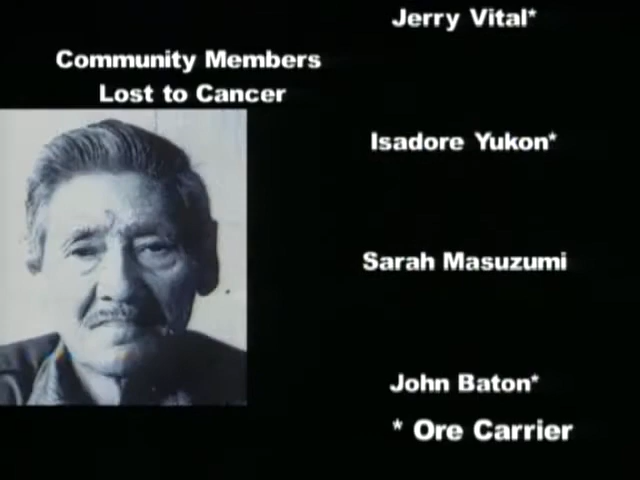 Community Members
Lost to Cancer
Jerry Vital*
Isadore Yukon*
Sarah Masuzumi
John Baton*
* Ore Carrier